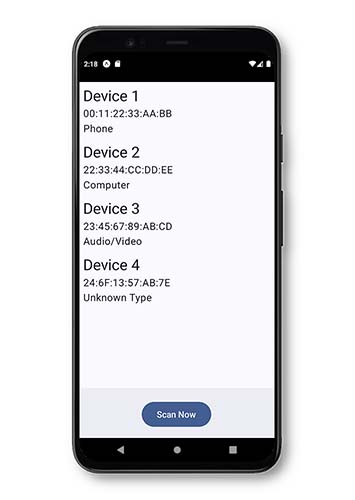 2:18
Device 1
00:11:22:33:AA:BB
Phone
Device 2
22:33:44:CC:DD:EE
Computer
Device 3
23:45:67:89:AB:CD
Audio/Video
Device 4
24:6F:13:57:AB:7E
Unknown Type
Scan Now